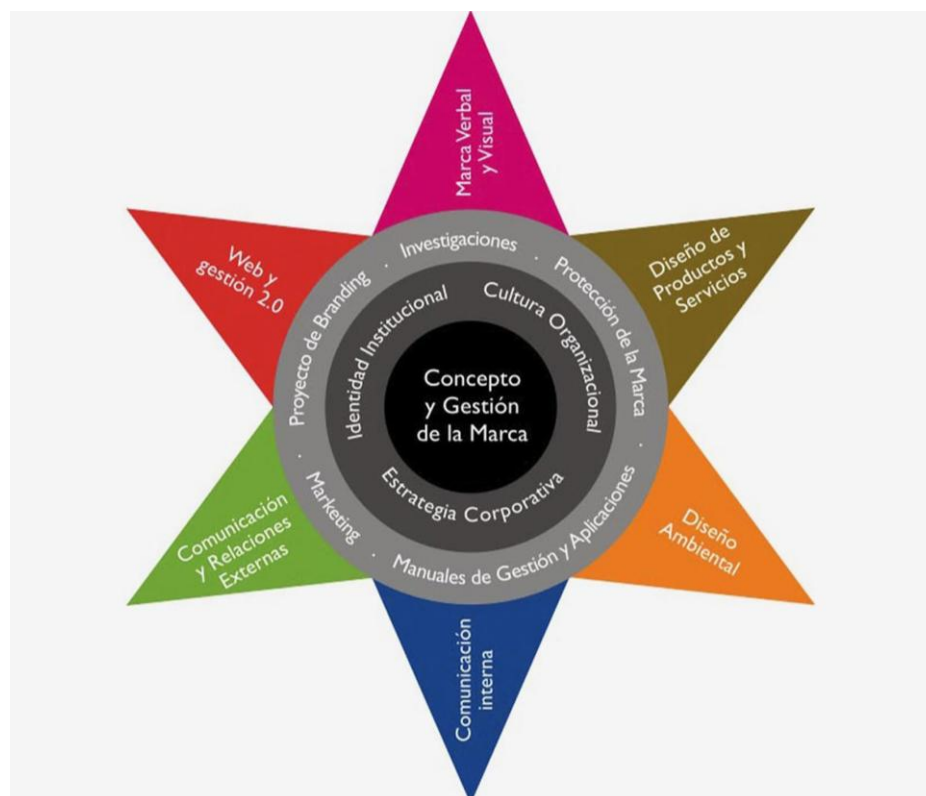 Marca Verbal
y Visual
Diseño de
Productos y
Servicios
Diseño
Ambiental
Comunicación
interna
Comunicación
y Relaciones
Externas
Web y
gestión 2.0
Proyecto de Branding
·
Investigaciones
·
Protección de la Marca
·
Manuales de Gestión y Aplicaciones
·
Marketing
·
Identidad Institucional
Cultura Organizacional
Estrategia Corporativa
Concepto
y Gestión
de la Marca